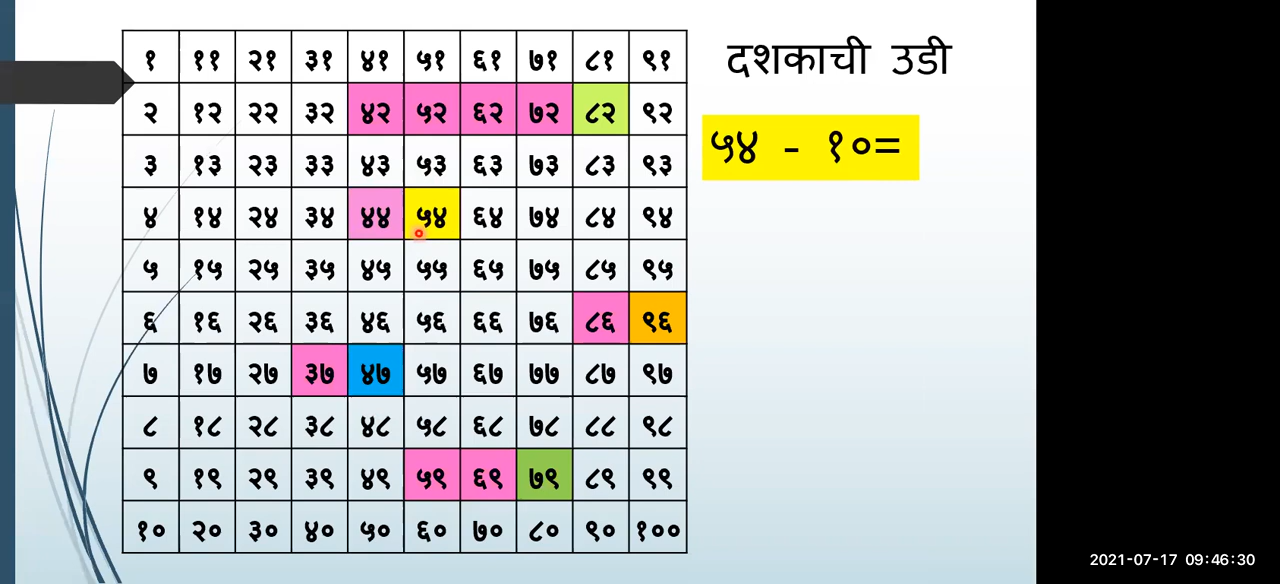 दशकाची उडी
५४ - १०=
१ ११ २१ ३१ ४१ ५१ ६१ ७१ ८१ ९१
२ १२ २२ ३२ ४२ ५२ ६२ ७२ ८२ ९२
३ १३ २३ ३३ ४३ ५३ ६३ ७३ ८३ ९३
४ १४ २४ ३४ ४४ ५४ ६४ ७४ ८४ ९४
५ १५ २५ ३५ ४५ ५५ ६५ ७५ ८५ ९५
६ १६ २६ ३६ ४६ ५६ ६६ ७६ ८६ ९६
७ १७ २७ ३७ ४७ ५७ ६७ ७७ ८७ ९७
८ १८ २८ ३८ ४८ ५८ ६८ ७८ ८८ ९८
९ १९ २९ ३९ ४९ ५९ ६९ ७९ ८९ ९९
१० २० ३० ४० ५० ६० ७० ८० ९० १००
2021-07-17 09:46:30